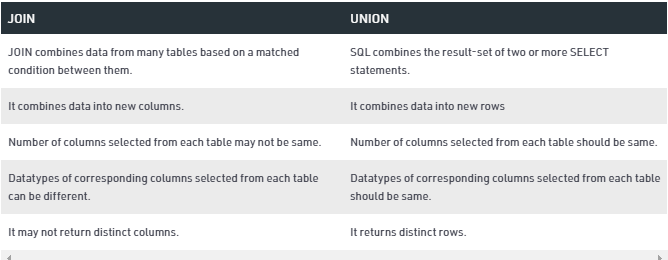 JOIN
UNION
JOIN combines data from many tables based on a matched
condition between them.
SQL combines the result-set of two or more SELECT
statements.
It combines data into new columns.
It combines data into new rows
Number of columns selected from each table may not be same.
Number of columns selected from each table should be same.
Datatypes of corresponding columns selected from each table
can be different.
Datatypes of corresponding columns selected from each table
should be same.
It may not return distinct columns.
It returns distinct rows.